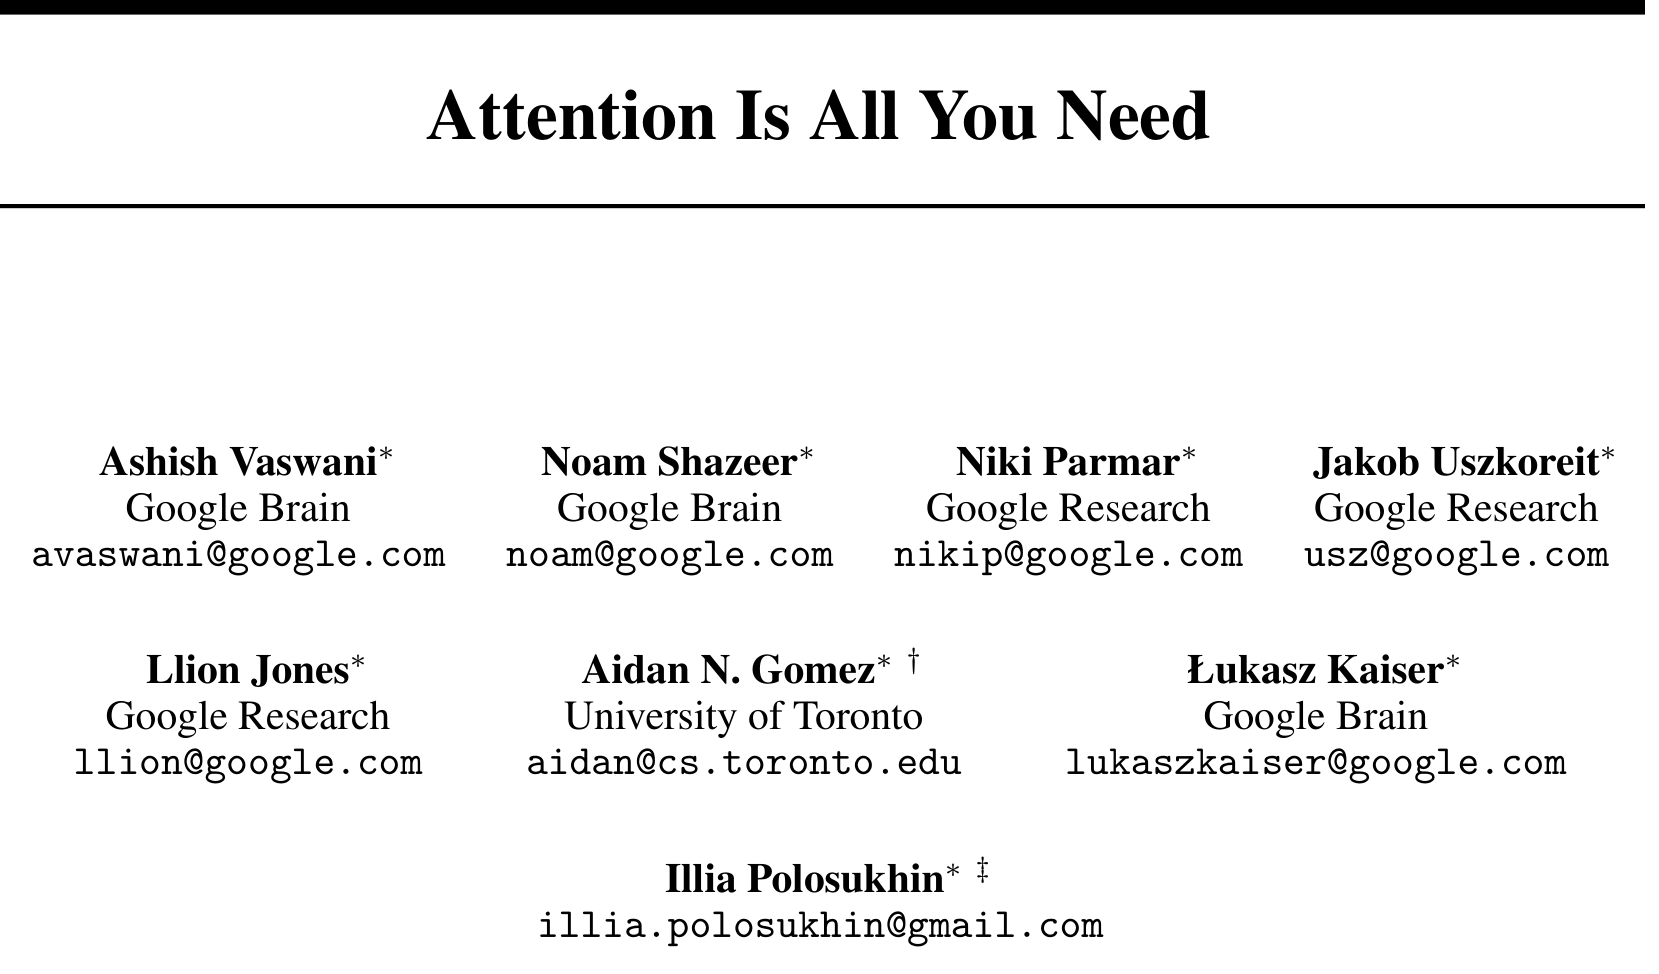 Attention Is All You Need
Ashish Vaswani* Noam Shazeer* Niki Parmar* Jakob Uszkoreit*
Google Brain Google Brain Google Research Google Research
avaswani@google.com noam@google.com nikip@google.com usz@google.com
Llion Jones* Aidan N. Gomez* † Łukasz Kaiser*
Google Research University of Toronto Google Brain
llion@google.com aidan@cs.toronto.edu lukaszkaiser@google.com
Illia Polosukhin* ‡
illia.polosukhin@gmail.com